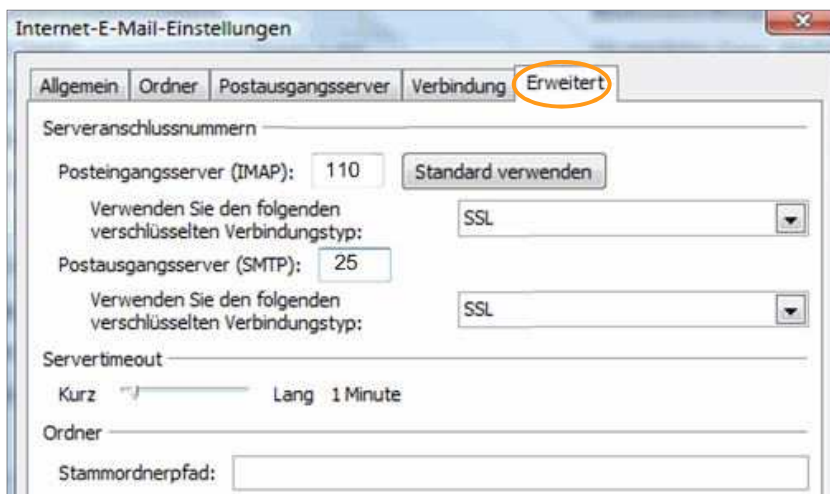 Internet-E-Mail-Einstellungen
Allgemein Ordner Postausgangsserver Verbindung Erweitert
Serveranschlussnummern
Posteingangsserver (IMAP): 110 Standard verwenden
Verwenden Sie den folgenden
verschlüsselten Verbindungstyp: SSL
Postausgangsserver (SMTP): 25
Verwenden Sie den folgenden
verschlüsselten Verbindungstyp: SSL
Servertimeout
Kurz Lang 1 Minute
Ordner
Stammordnerpfad: